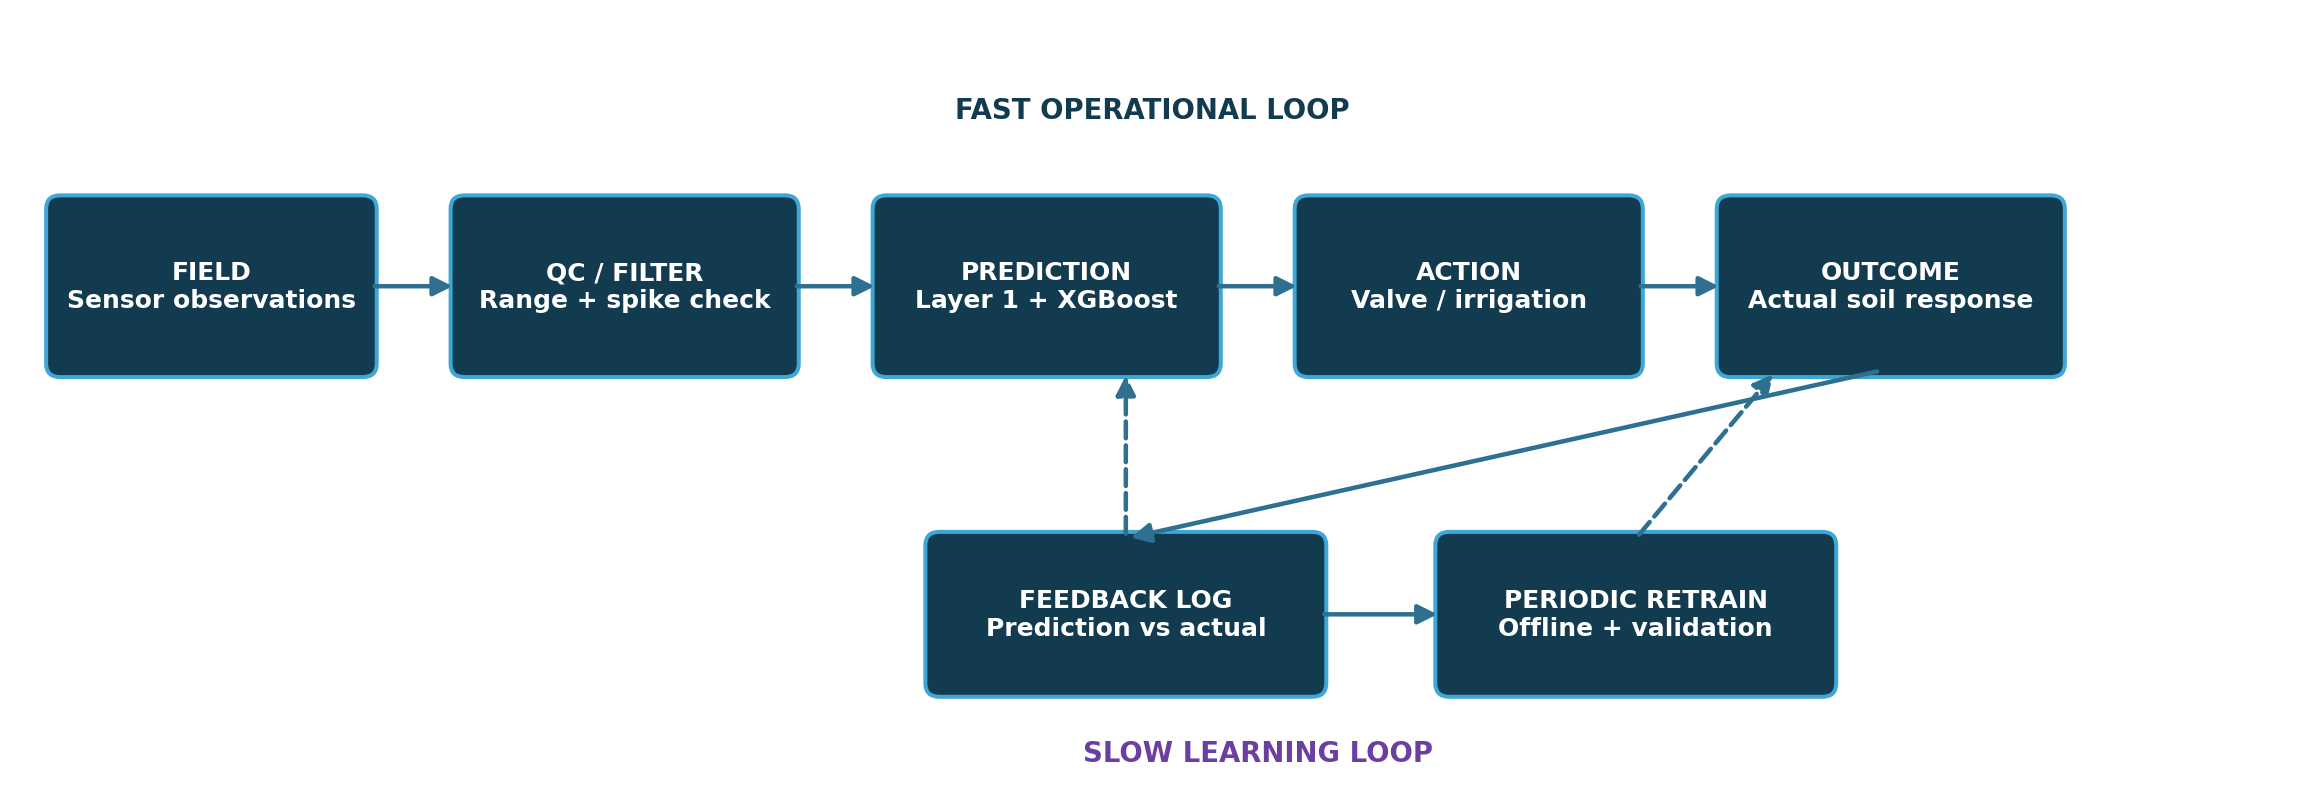 FAST OPERATIONAL LOOP
FIELD
Sensor observations
QC / FILTER
Range + spike check
PREDICTION
Layer 1 + XGBoost
ACTION
Valve / irrigation
OUTCOME
Actual soil response
FEEDBACK LOG
Prediction vs actual
PERIODIC RETRAIN
Offline + validation
SLOW LEARNING LOOP